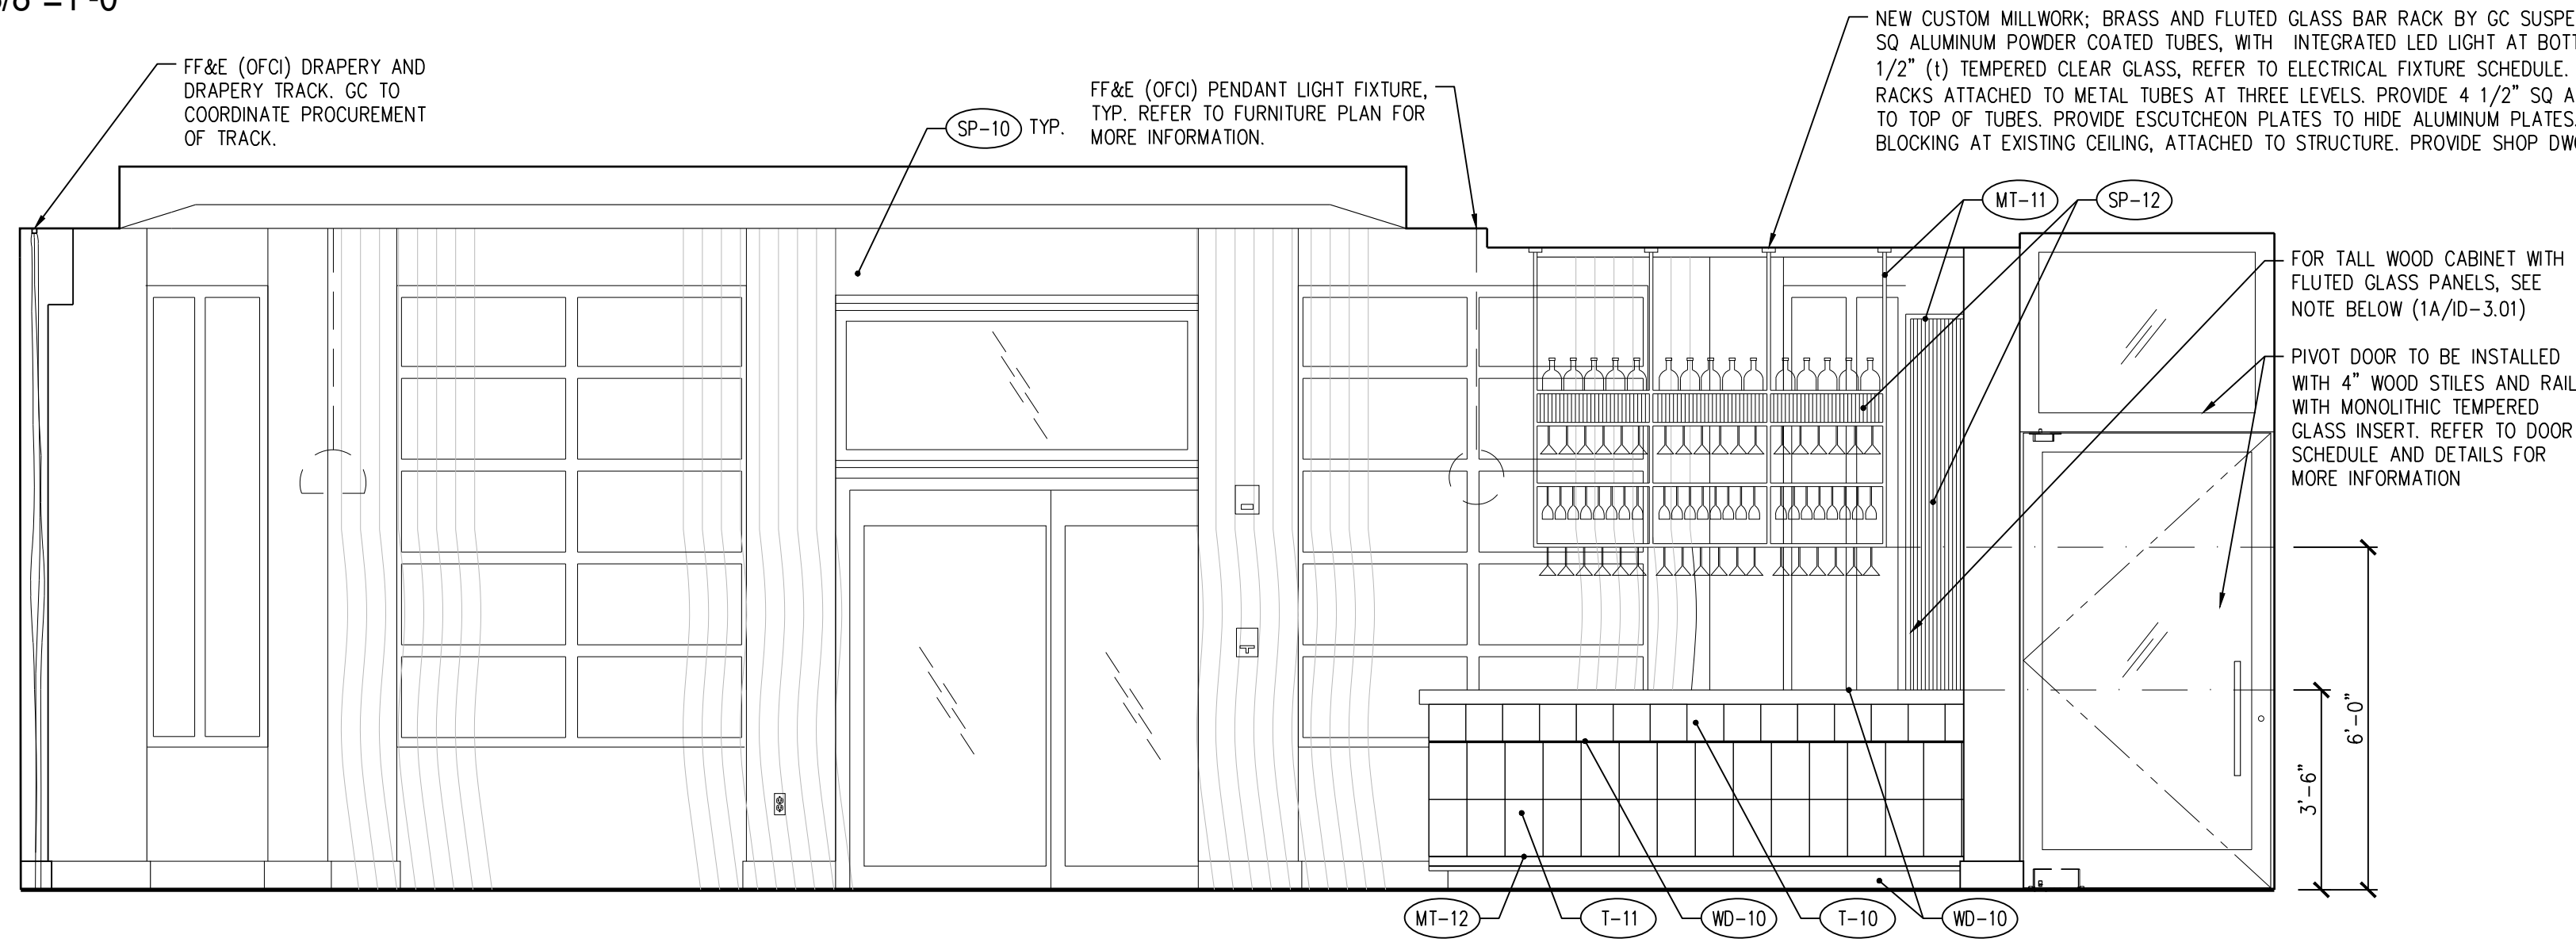 FF&E (OFCI) DRAPERY AND
DRAPERY TRACK. GC TO
COORDINATE PROCUREMENT
OF TRACK.
SP-10 TYP.
FF&E (OFCI) PENDANT LIGHT FIXTURE,
TYP. REFER TO FURNITURE PLAN FOR
MORE INFORMATION.
NEW CUSTOM MILLWORK; BRASS AND FLUTED GLASS BAR RACK BY GC
SQ ALUMINUM POWDER COATED TUBES, WITH INTEGRATED LED LIGHT AT
1/2" (t) TEMPERED CLEAR GLASS, REFER TO ELECTRICAL FIXTURE SCHEDULE.
RACKS ATTACHED TO METAL TUBES AT THREE LEVELS. PROVIDE 4 1/2" SQ
TO TOP OF TUBES. PROVIDE ESCUTCHEON PLATES TO HIDE ALUMINUM PLATES.
BLOCKING AT EXISTING CEILING, ATTACHED TO STRUCTURE. PROVIDE SHOP
MT-11
SP-12
FOR TALL WOOD CABINET WITH
FLUTED GLASS PANELS, SEE
NOTE BELOW (1A/ID-3.01)
PIVOT DOOR TO BE INSTALLED
WITH 4" WOOD STILES AND RAIL
WITH MONOLITHIC TEMPERED
GLASS INSERT. REFER TO DOOR
SCHEDULE AND DETAILS FOR
MORE INFORMATION
3'-6"
6'-0"
MT-12
T-11
WD-10
T-10
WD-10